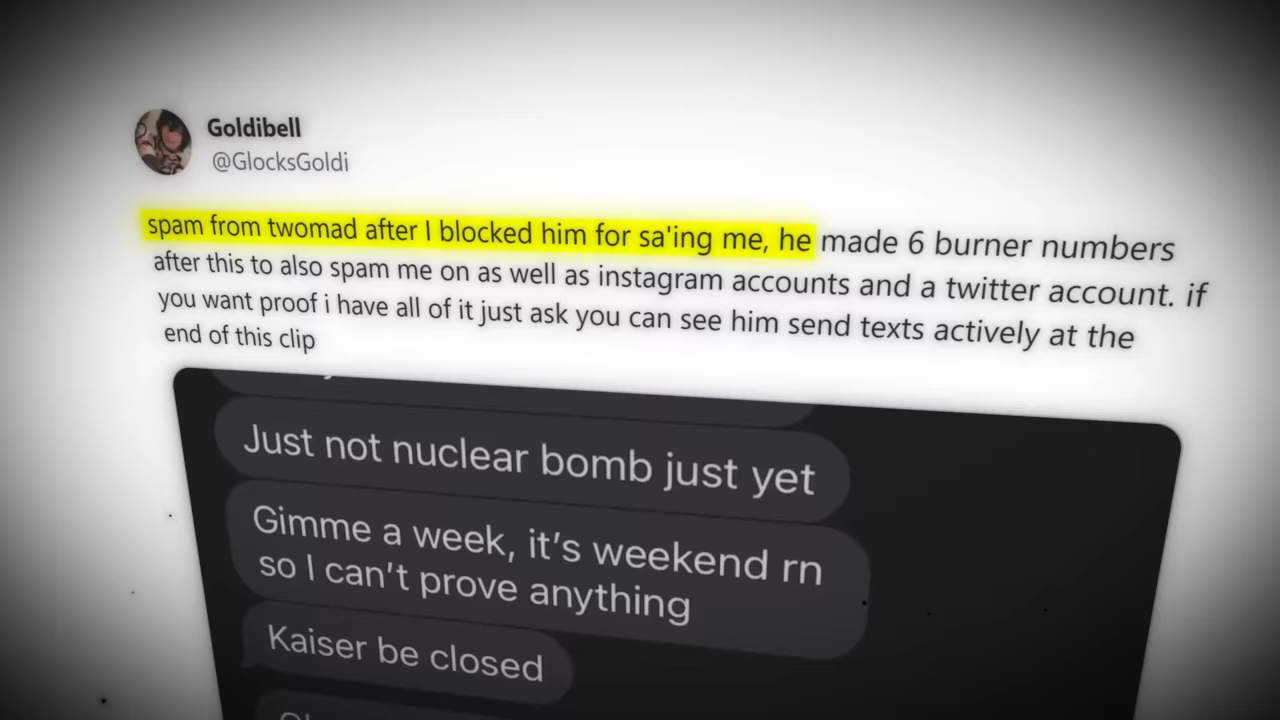 Goldibell
@GlocksGoldi
spam from twomad after I blocked him for sa'ing me, he made 6 burner numbers
after this to also spam me on as well as instagram accounts and a twitter account. if
you want proof i have all of it just ask you can see him send texts actively at the
end of this clip
Just not nuclear bomb just yet
Gimme a week, it's weekend rn
so I can't prove anything
Kaiser be closed